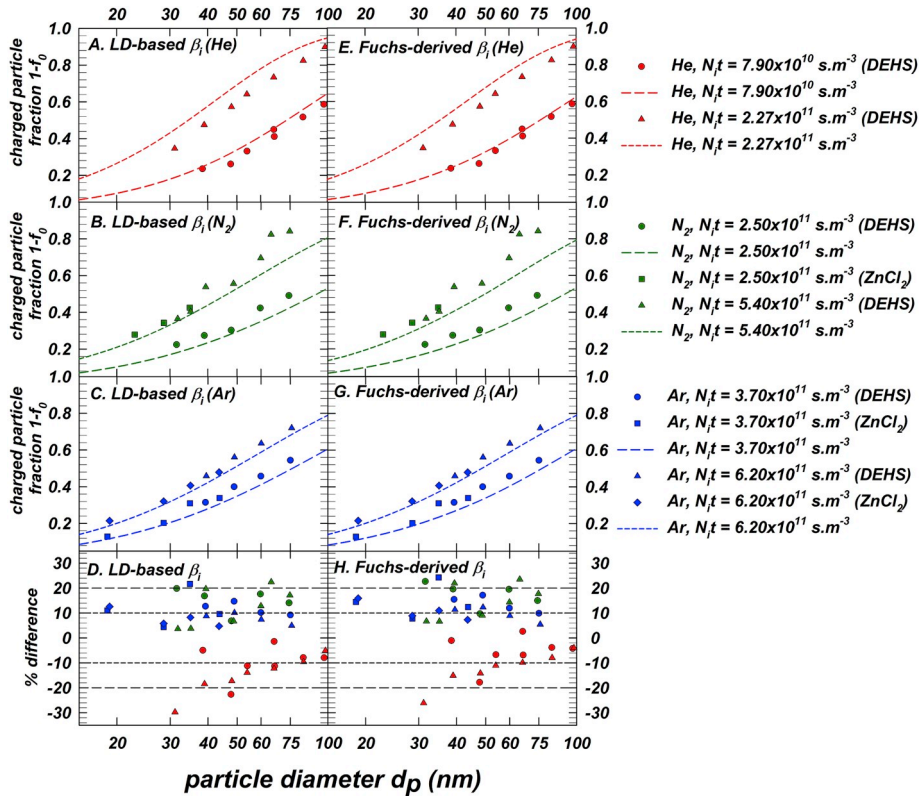 20 30 40 50 75 100 20 30 40 50 75 100
A. LD-based βi (He)
E. Fuchs-derived βi (He)
charged particle
fraction 1-f0
1.0
0.8
0.6
0.4
0.2
1.0
0.8
0.6
0.4
0.2
B. LD-based βi (N2)
F. Fuchs-derived βi (N2)
charged particle
fraction 1-f0
1.0
0.8
0.6
0.4
0.2
1.0
0.8
0.6
0.4
0.2
C. LD-based βi (Ar)
G. Fuchs-derived βi (Ar)
charged particle
fraction 1-f0
1.0
0.8
0.6
0.4
0.2
1.0
0.8
0.6
0.4
0.2
D. LD-based βi
H. Fuchs-derived βi
% difference
30
20
10
0
-10
-20
-30
30
20
10
0
-10
-20
-30
20 30 40 50 75 100 20 30 40 50 75 100
particle diameter dp (nm)
He, Nit = 7.90x10^10 s.m^-3 (DEHS)
He, Nit = 7.90x10^10 s.m^-3
He, Nit = 2.27x10^11 s.m^-3 (DEHS)
He, Nit = 2.27x10^11 s.m^-3
N2, Nit = 2.50x10^11 s.m^-3 (DEHS)
N2, Nit = 2.50x10^11 s.m^-3
N2, Nit = 2.50x10^11 s.m^-3 (ZnCl2)
N2, Nit = 5.40x10^11 s.m^-3 (DEHS)
N2, Nit = 5.40x10^11 s.m^-3
Ar, Nit = 3.70x10^11 s.m^-3 (DEHS)
Ar, Nit = 3.70x10^11 s.m^-3 (ZnCl2)
Ar, Nit = 3.70x10^11 s.m^-3
Ar, Nit = 6.20x10^11 s.m^-3 (DEHS)
Ar, Nit = 6.20x10^11 s.m^-3 (ZnCl2)
Ar, Nit = 6.20x10^11 s.m^-3